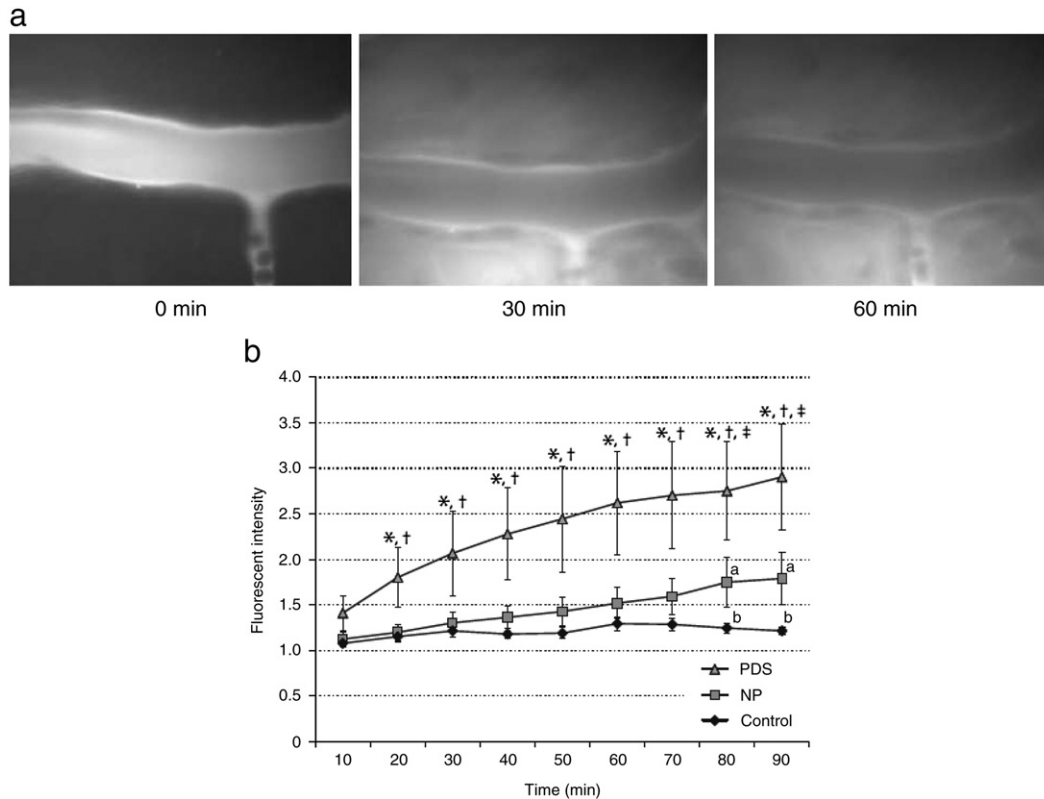 a
0 min
30 min
60 min
b
Fluorescent intensity
4.0
3.5
3.0
2.5
2.0
1.5
1.0
0.5
0
*, †
*, †
*, †
*, †
*, †
*, †
*, †, ‡
*, †, ‡
a
a
b
b
PDS
NP
Control
10 20 30 40 50 60 70 80 90
Time (min)